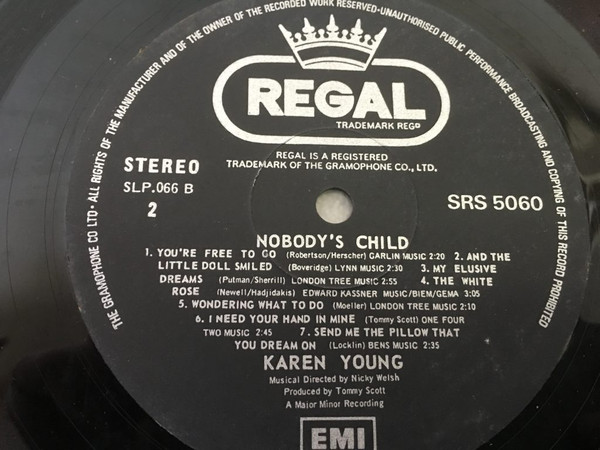 THE GRAMOPHONE CO LTD · ALL RIGHTS OF THE MANUFACTURER AND OF THE OWNER OF THE RECORDED WORK RESERVED-UNAUTHORISED PUBLIC PERFORMANCE BROADCASTING AND COPYING OF THIS RECORD PROHIBITED
REGAL
TRADEMARK REGD
REGAL IS A REGISTERED
TRADEMARK OF THE GRAMOPHONE CO., LTD.
STEREO
SLP.066 B
2
SRS 5060
NOBODY'S CHILD
1. YOU'RE FREE TO GO (Robertson/Herscher) GARLIN MUSIC 2:20 2. AND THE
LITTLE DOLL SMILED (Boveridge) LYNN MUSIC 2:30 3. MY ELUSIVE
DREAMS (Putman/Sherrill) LONDON TREE MUSIC 2:55 4. THE WHITE
ROSE (Newell/Hadjidakis) EDWARD KASSNER MUSIC/BIEM/GEMA 3:05
5. WONDERING WHAT TO DO (Moeller) LONDON TREE MUSIC 2:10
6. I NEED YOUR HAND IN MINE (Tommy Scott) ONE FOUR
TWO MUSIC 2:45 7. SEND ME THE PILLOW THAT
YOU DREAM ON (Locklin) BENS MUSIC 2:35
KAREN YOUNG
Musical Directed by Nicky Welsh
Produced by Tommy Scott
A Major Minor Recording
EMI